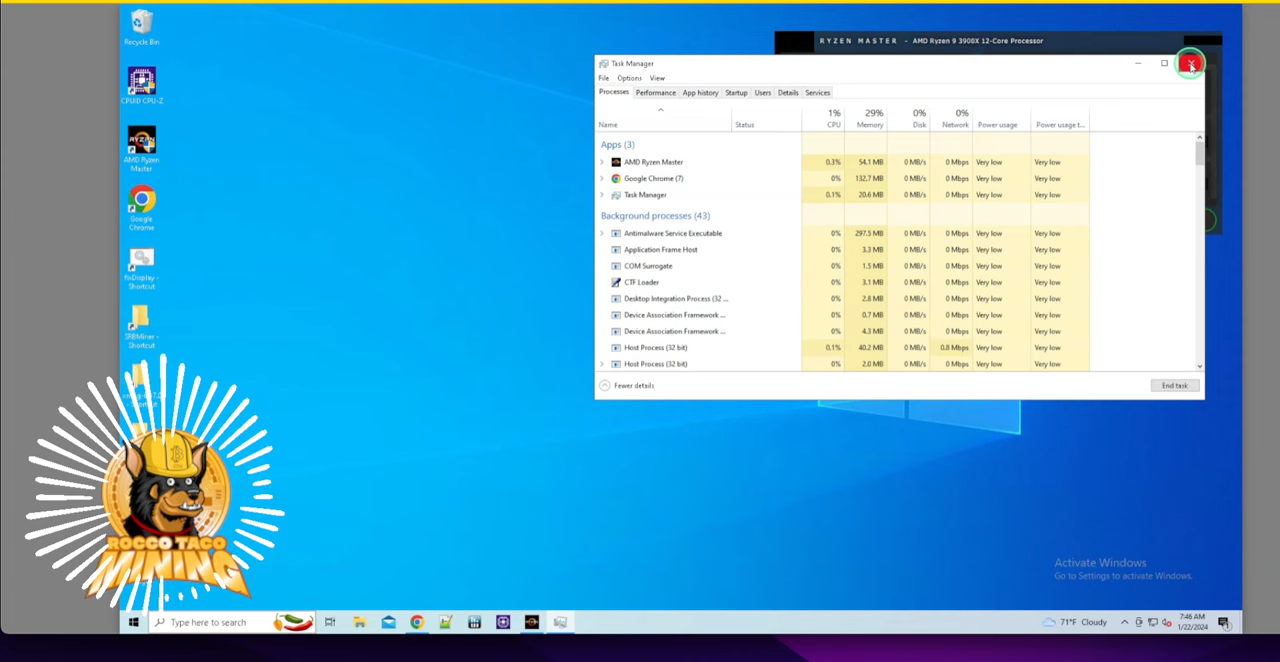 Recycle Bin
CPUID CPU-Z
RYZEN
AMD Ryzen
Master
Google
Chrome
fixDisplay -
Shortcut
SRBMiner -
Shortcut
ROCCO TACO
MINING
RYZEN MASTER - AMD Ryzen 9 3900X 12-Core Processor
Task Manager
File Options View
Processes Performance App history Startup Users Details Services
1% 29% 0% 0%
Name Status CPU Memory Disk Network Power usage Power usage t...
Apps (3)
AMD Ryzen Master 0.3% 54.1 MB 0 MB/s 0 Mbps Very low Very low
Google Chrome (7) 0% 132.7 MB 0 MB/s 0 Mbps Very low Very low
Task Manager 0.1% 20.6 MB 0 MB/s 0 Mbps Very low Very low
Background processes (43)
Antimalware Service Executable 0% 297.5 MB 0 MB/s 0 Mbps Very low Very low
Application Frame Host 0% 3.3 MB 0 MB/s 0 Mbps Very low Very low
COM Surrogate 0% 1.5 MB 0 MB/s 0 Mbps Very low Very low
CTF Loader 0% 3.1 MB 0 MB/s 0 Mbps Very low Very low
Desktop Integration Process (32 ... 0% 2.8 MB 0 MB/s 0 Mbps Very low Very low
Device Association Framework ... 0% 0.7 MB 0 MB/s 0 Mbps Very low Very low
Device Association Framework ... 0% 4.3 MB 0 MB/s 0 Mbps Very low Very low
Host Process (32 bit) 0.1% 40.2 MB 0 MB/s 0.8 Mbps Very low Very low
Host Process (32 bit) 0% 2.0 MB 0 MB/s 0 Mbps Very low Very low
Fewer details End task
Activate Windows
Go to Settings to activate Windows.
Type here to search
71°F Cloudy
7:46 AM
1/22/2024